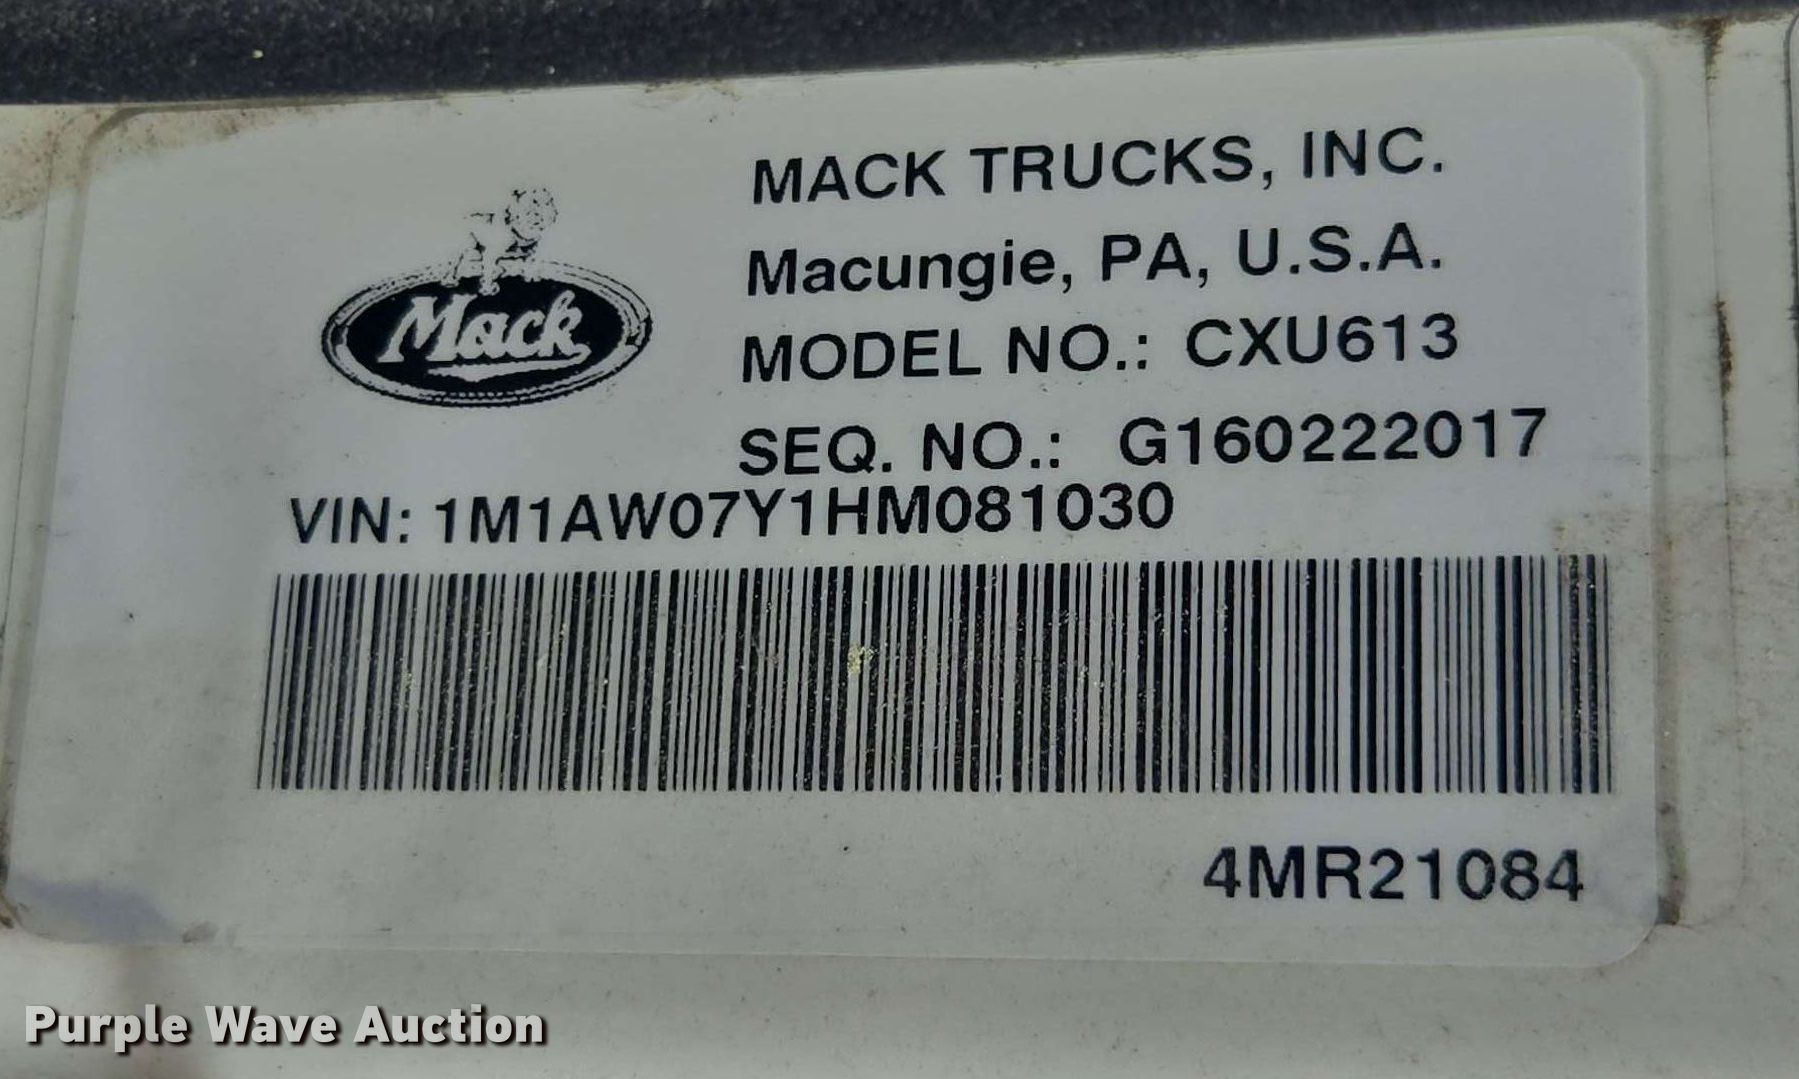 MACK TRUCKS, INC.
Macungie, PA, U.S.A.
Mack
MODEL NO.: CXU613
SEQ. NO.: G160222017
VIN: 1M1AW07Y1HM081030
4MR21084
Purple Wave Auction